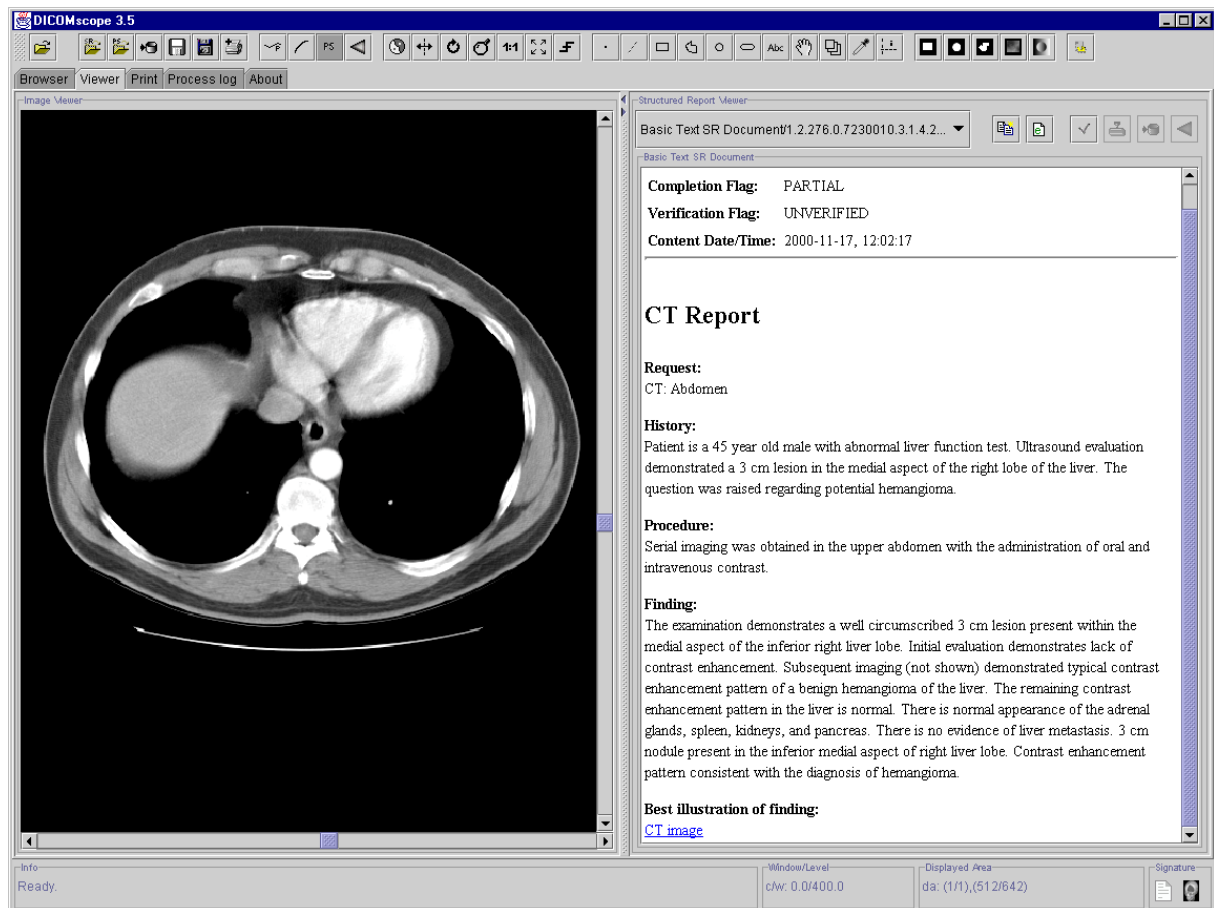 DICOMscope 3.5
PS
1:1
Abc
Browser Viewer Print Process log About
Image Viewer
Structured Report Viewer
Basic Text SR Document/1.2.276.0.7230010.3.1.4.2...
Basic Text SR Document
Completion Flag: PARTIAL
Verification Flag: UNVERIFIED
Content Date/Time: 2000-11-17, 12:02:17
CT Report
Request:
CT: Abdomen
History:
Patient is a 45 year old male with abnormal liver function test. Ultrasound evaluation
demonstrated a 3 cm lesion in the medial aspect of the right lobe of the liver. The
question was raised regarding potential hemangioma.
Procedure:
Serial imaging was obtained in the upper abdomen with the administration of oral and
intravenous contrast.
Finding:
The examination demonstrates a well circumscribed 3 cm lesion present within the
medial aspect of the inferior right liver lobe. Initial evaluation demonstrates lack of
contrast enhancement. Subsequent imaging (not shown) demonstrated typical contrast
enhancement pattern of a benign hemangioma of the liver. The remaining contrast
enhancement pattern in the liver is normal. There is normal appearance of the adrenal
glands, spleen, kidneys, and pancreas. There is no evidence of liver metastasis. 3 cm
nodule present in the inferior medial aspect of right liver lobe. Contrast enhancement
pattern consistent with the diagnosis of hemangioma.
Best illustration of finding:
CT image
Info
Ready.
Window/Level
c/w: 0.0/400.0
Displayed Area
da: (1/1),(512/642)
Signature